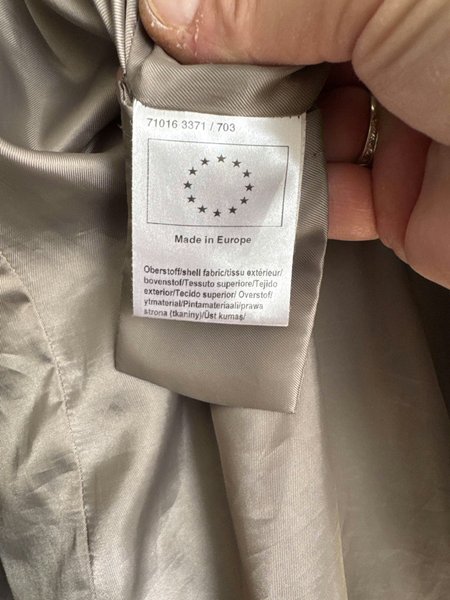 71016 3371 / 703
Made in Europe
Oberstoff/shell fabric/tissu extérieur/
bovenstof/Tessuto superiore/Tejido
exterior/Tecido superior/ Överstof/
ytmaterial/Pintamateriaali/prawa
strona (tkaniny)/Üst kumaş/